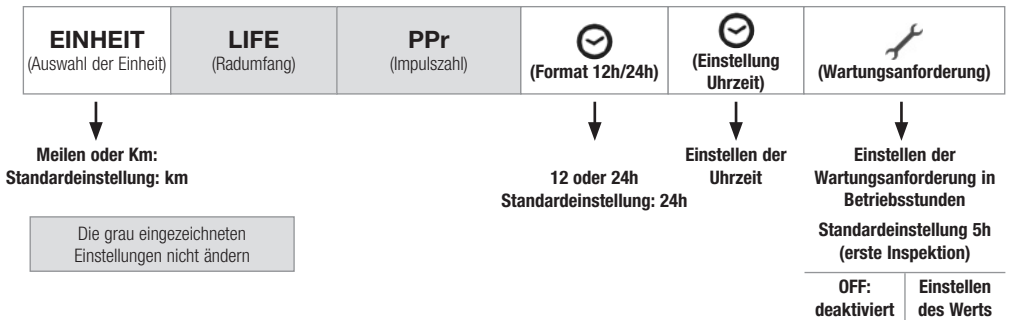 EINHEIT
(Auswahl der Einheit)
LIFE
(Radumfang)
PPr
(Impulszahl)
(Format 12h/24h)
(Einstellung
Uhrzeit)
(Wartungsanforderung)
Meilen oder Km:
Standardeinstellung: km
12 oder 24h
Standardeinstellung: 24h
Einstellen der
Uhrzeit
Einstellen der
Wartungsanforderung in
Betriebsstunden
Standardeinstellung 5h
(erste Inspektion)
OFF:
deaktiviert
Einstellen
des Werts
Die grau eingezeichneten
Einstellungen nicht ändern